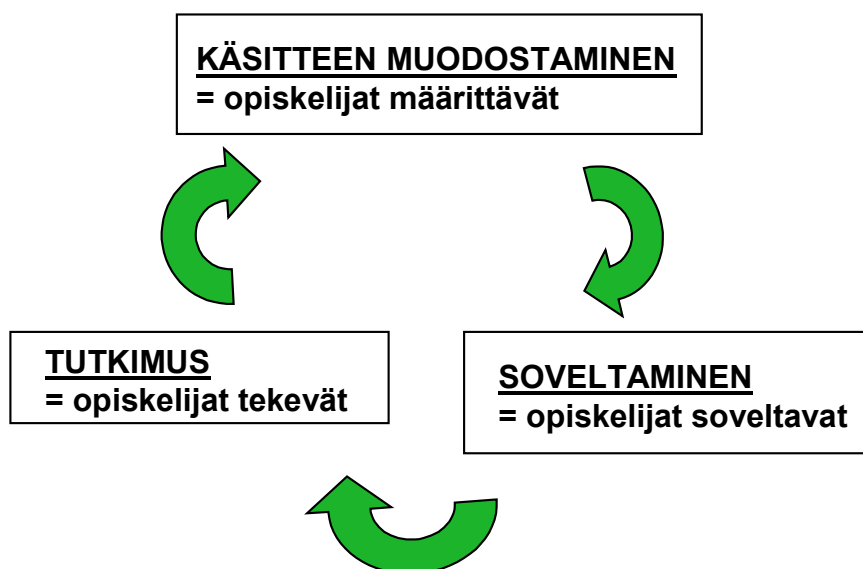 KÄSITTEEN MUODOSTAMINEN
= opiskelijat määrittävät
TUTKIMUS
= opiskelijat tekevät
SOVELTAMINEN
= opiskelijat soveltavat